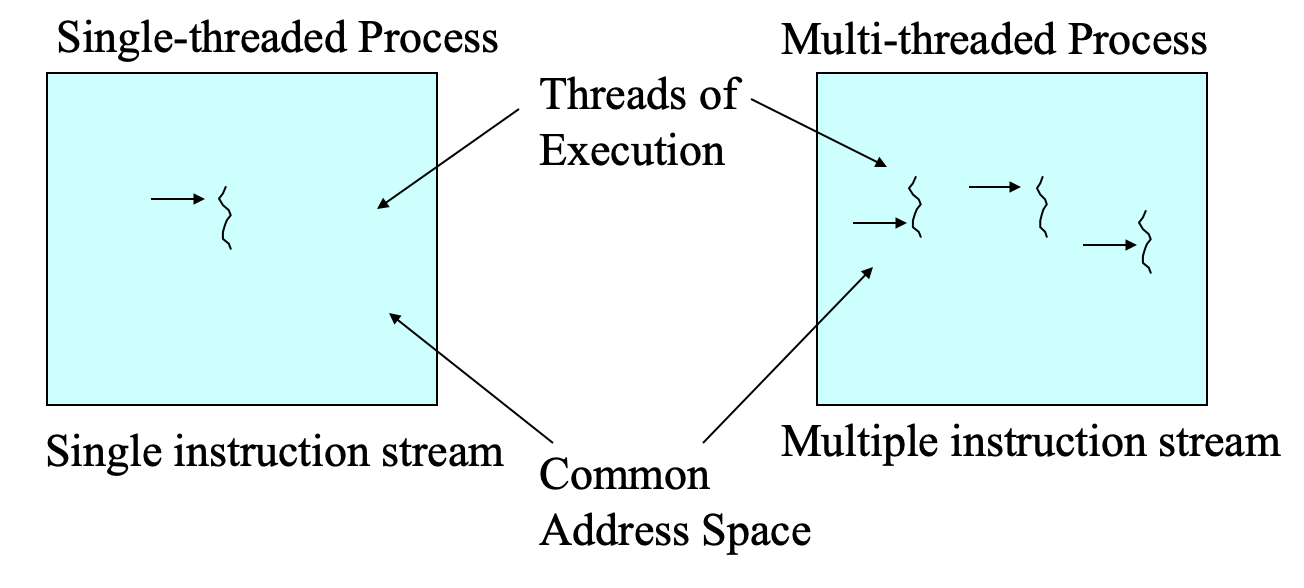 Single-threaded Process
Multi-threaded Process
Threads of
Execution
Single instruction stream
Multiple instruction stream
Common
Address Space